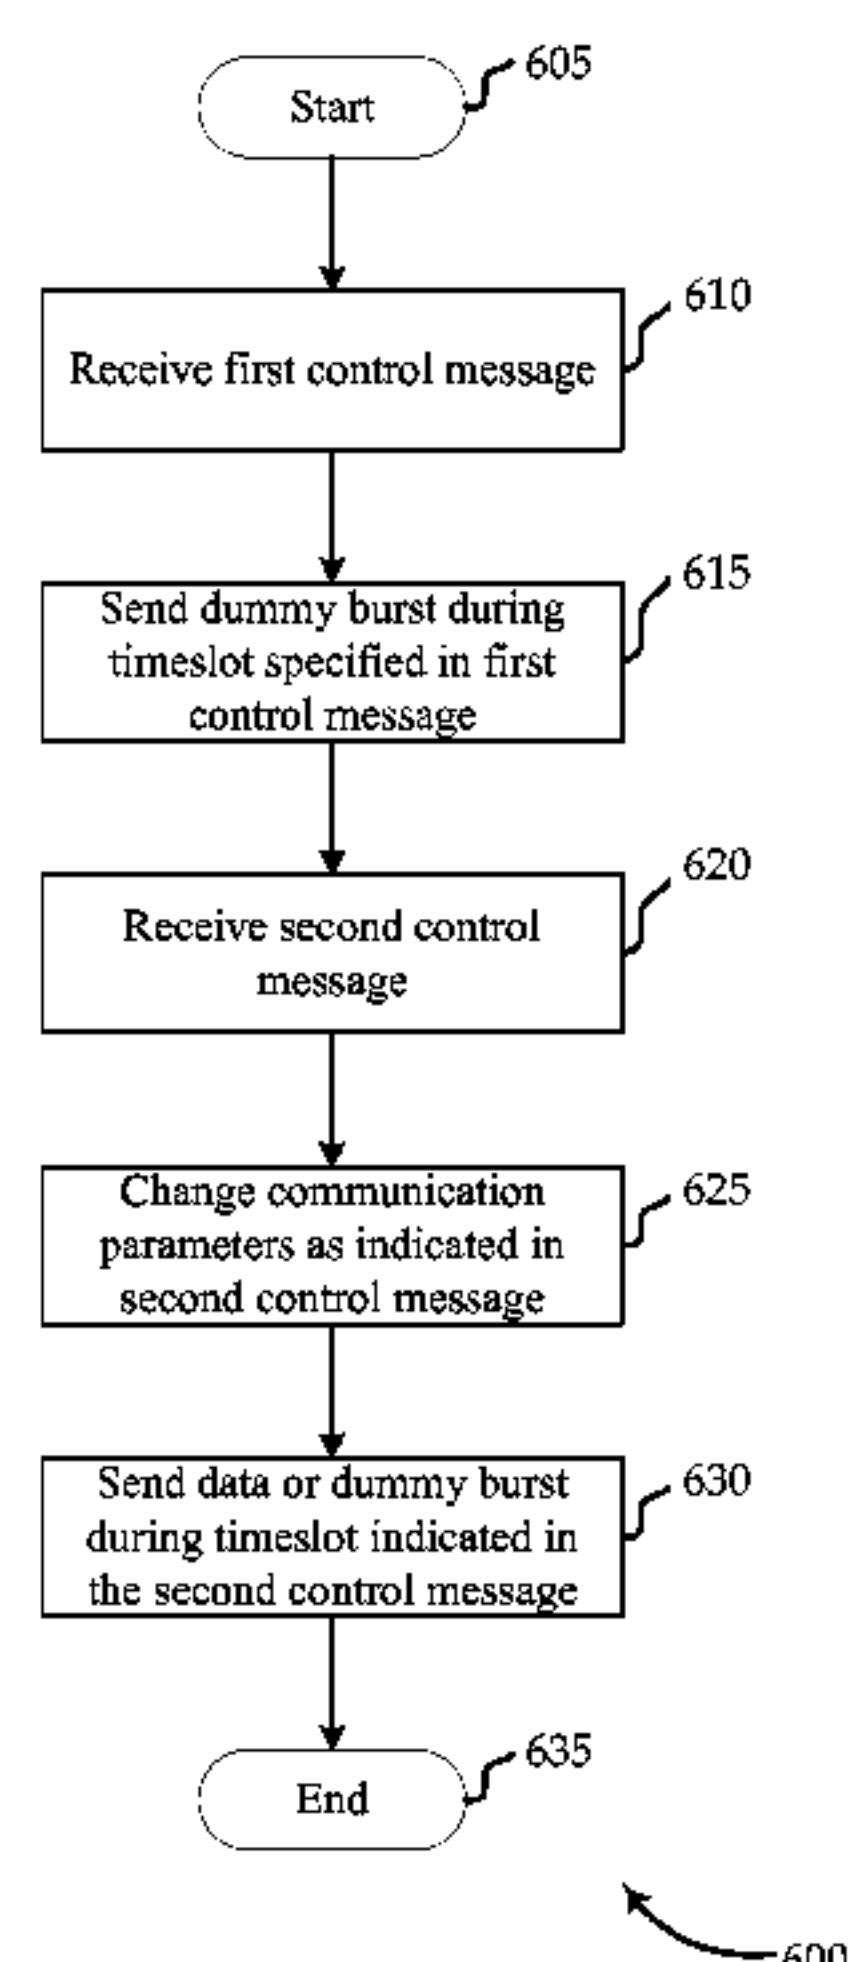 605
Start
610
Receive first control message
615
Send dummy burst during
timeslot specified in first
control message
620
Receive second control
message
625
Change communication
parameters as indicated in
second control message
630
Send data or dummy burst
during timeslot indicated in
the second control message
635
End
600